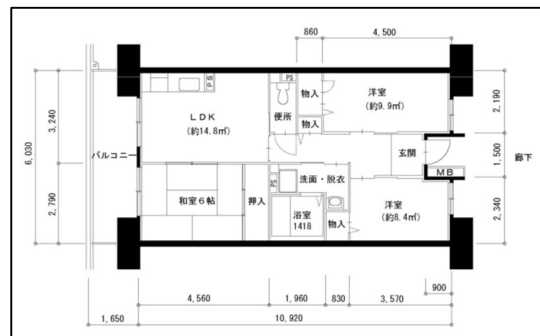 860
4,500
PS
PS
物入
洋室
(約9.9㎡)
2,190
LDK
(約14.8㎡)
便所
物入
3,240
6,030
バルコニー
玄関
1,500
廊下
MB
PS
洗面・脱衣
和室6帖
押入
浴室
1418
物入
洋室
(約8.4㎡)
2,790
2,340
900
4,560
1,960
830
3,570
1,650
10,920